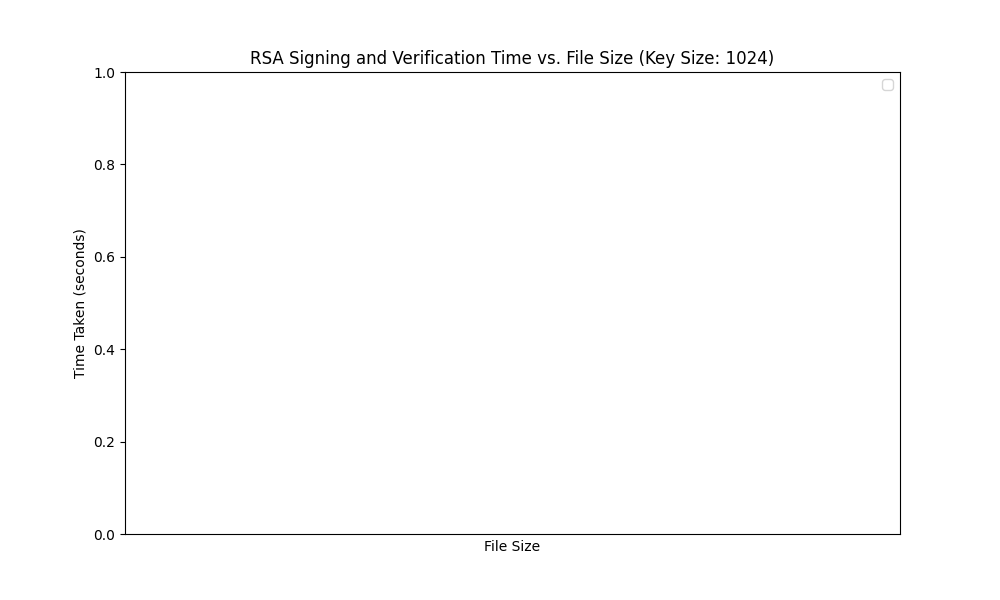 RSA Signing and Verification Time vs. File Size (Key Size: 1024)
1.0
0.8
0.6
0.4
0.2
0.0
Time Taken (seconds)
File Size